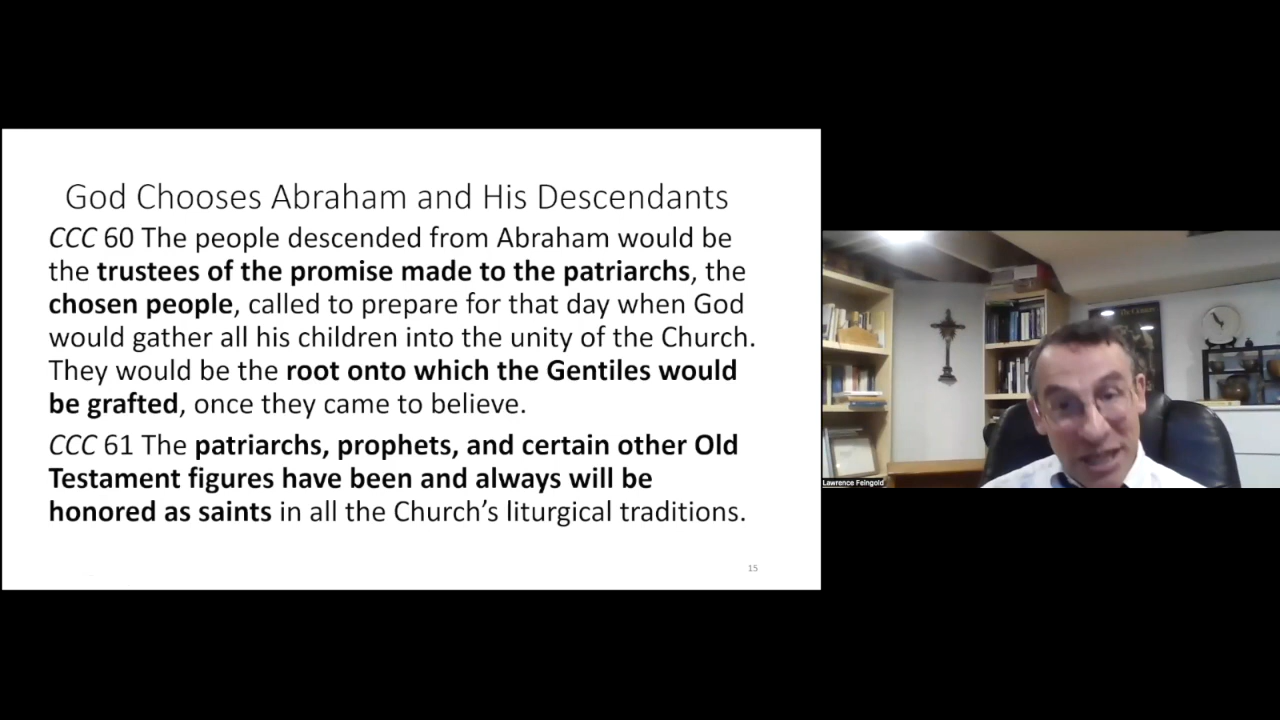 God Chooses Abraham and His Descendants
CCC 60 The people descended from Abraham would be
the trustees of the promise made to the patriarchs, the
chosen people, called to prepare for that day when God
would gather all his children into the unity of the Church.
They would be the root onto which the Gentiles would
be grafted, once they came to believe.
CCC 61 The patriarchs, prophets, and certain other Old
Testament figures have been and always will be
honored as saints in all the Church’s liturgical traditions.
15
Lawrence Feingold